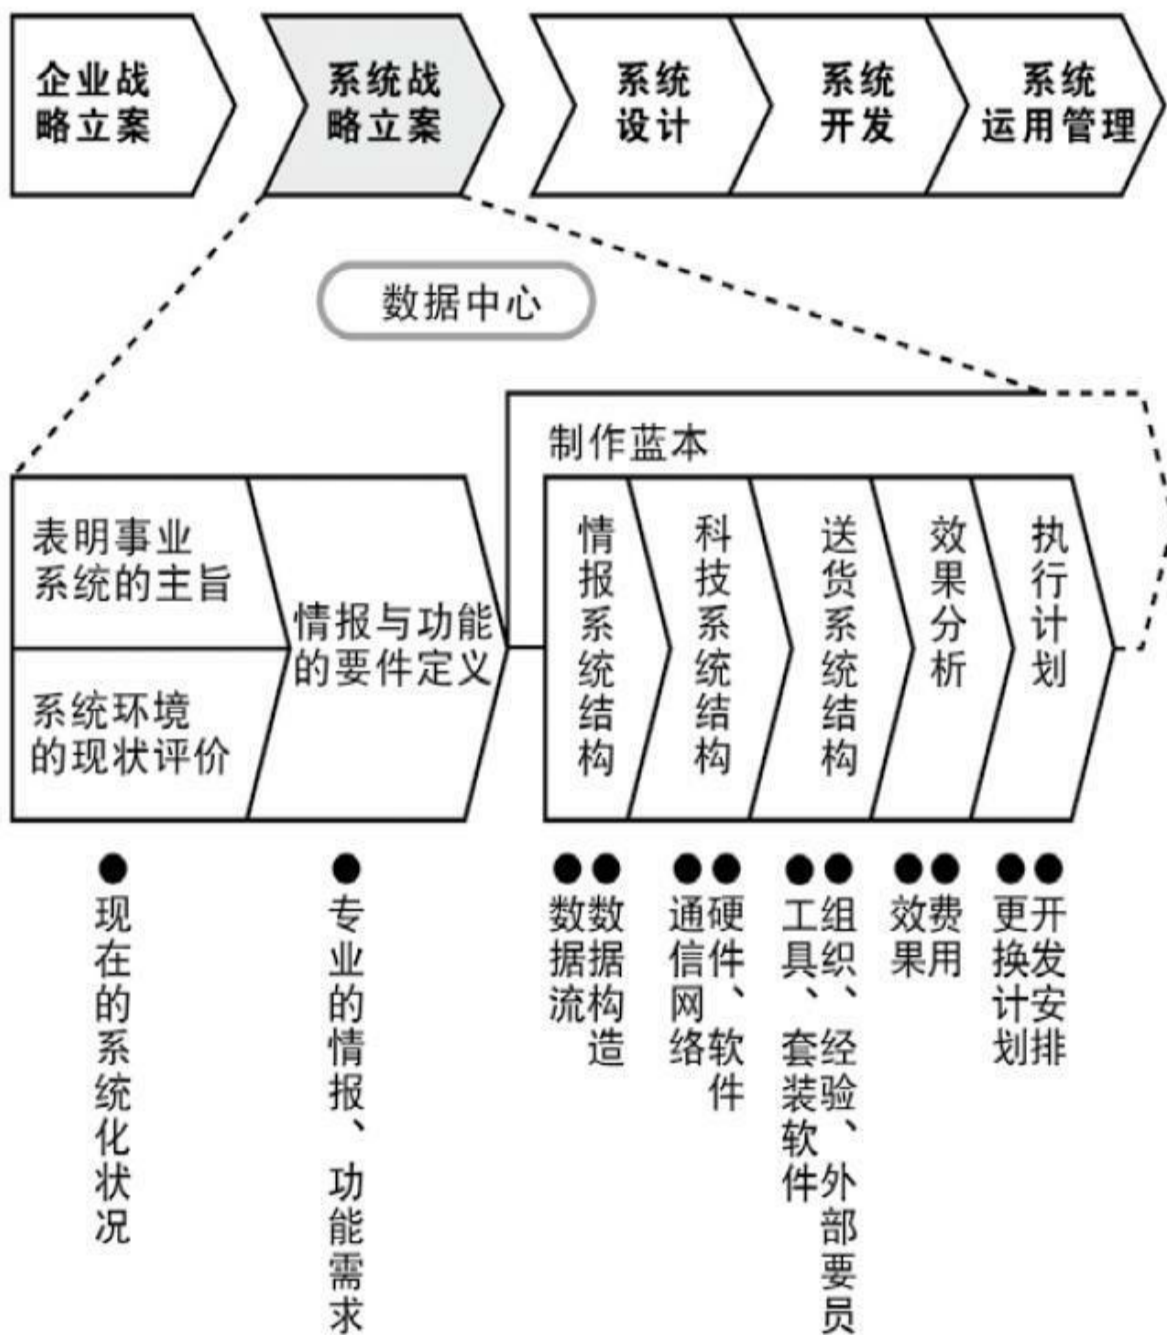 企业战
略立案
系统战
略立案
系统
设计
系统
开发
系统
运用管理
数据中心
制作蓝本
表明事业
系统的主旨
系统环境
的现状评价
情报与功能
的要件定义
情报系统结构
科技系统结构
送货系统结构
效果分析
执行计划
现在的系统化状况
专业的情报、功能需求
数据流
数据构造
通信网络
硬件、软件
工具、套装软件
组织、经验、外部要员
效果
费用
更换计划
开发安排